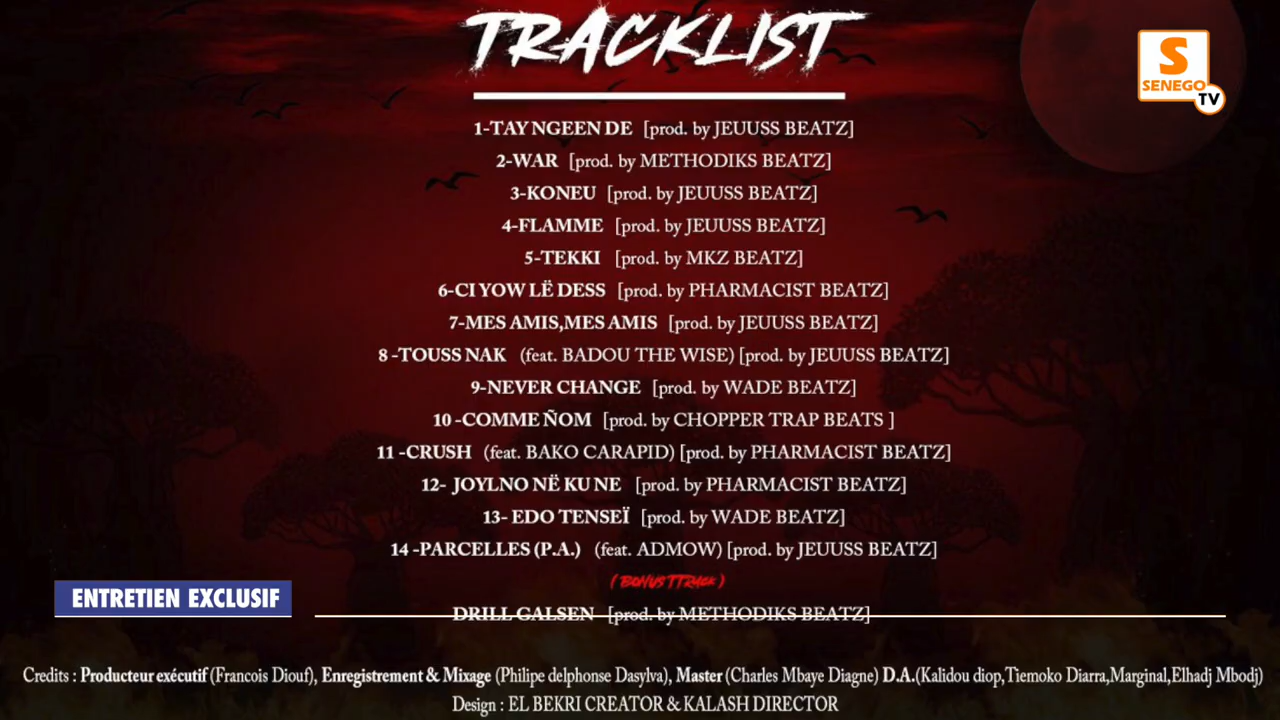 TRACKLIST
S
SENEGO
TV
1-TAY NGEEN DE [prod. by JEUUSS BEATZ]
2-WAR [prod. by METHODIKS BEATZ]
3-KONEU [prod. by JEUUSS BEATZ]
4-FLAMME [prod. by JEUUSS BEATZ]
5-TEKKI [prod. by MKZ BEATZ]
6-CI YOW LË DESS [prod. by PHARMACIST BEATZ]
7-MES AMIS,MES AMIS [prod. by JEUUSS BEATZ]
8 -TOUSS NAK (feat. BADOU THE WISE) [prod. by JEUUSS BEATZ]
9-NEVER CHANGE [prod. by WADE BEATZ]
10 -COMME ÑOM [prod. by CHOPPER TRAP BEATS ]
11 -CRUSH (feat. BAKO CARAPID) [prod. by PHARMACIST BEATZ]
12- JOYLNO NË KU NE [prod. by PHARMACIST BEATZ]
13- EDO TENSEÏ [prod. by WADE BEATZ]
14 -PARCELLES (P.A.) (feat. ADMOW) [prod. by JEUUSS BEATZ]
( BONUS TTRACK )
ENTRETIEN EXCLUSIF
DRILL GALSEN [prod. by METHODIKS BEATZ]
Credits : Producteur exécutif (Francois Diouf), Enregistrement & Mixage (Philipe delphonse Dasylva), Master (Charles Mbaye Diagne) D.A.(Kalidou diop,Tiemoko Diarra,Marginal,Elhadj Mbodj)
Design : EL BEKRI CREATOR & KALASH DIRECTOR